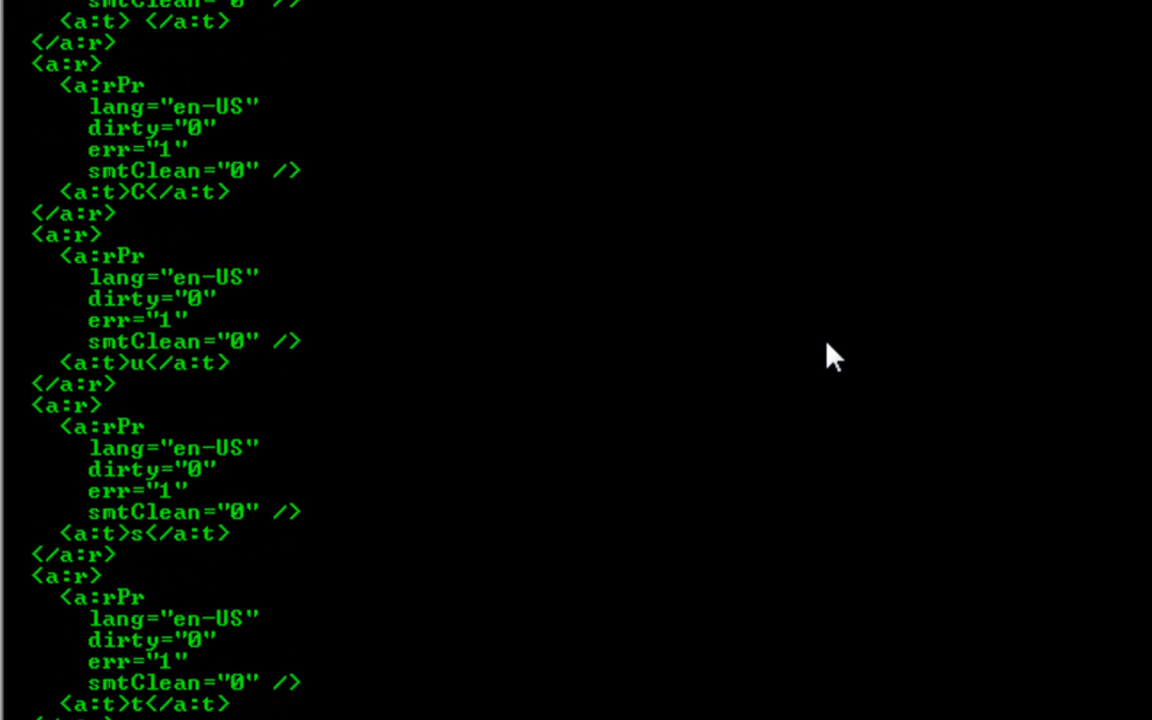 smtClean="0" />
<a:t> </a:t>
</a:r>
<a:r>
<a:rPr
lang="en-US"
dirty="0"
err="1"
smtClean="0" />
<a:t>C</a:t>
</a:r>
<a:r>
<a:rPr
lang="en-US"
dirty="0"
err="1"
smtClean="0" />
<a:t>u</a:t>
</a:r>
<a:r>
<a:rPr
lang="en-US"
dirty="0"
err="1"
smtClean="0" />
<a:t>s</a:t>
</a:r>
<a:r>
<a:rPr
lang="en-US"
dirty="0"
err="1"
smtClean="0" />
<a:t>t</a:t>